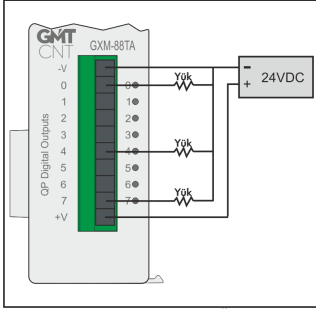 GMT
CNT
GXM-88TA
QP Digital Outputs
-V
0 0
1 1
2 2
3 3
4 4
5 5
6 6
7 7
+V
Yük
Yük
Yük
- 
+
24VDC